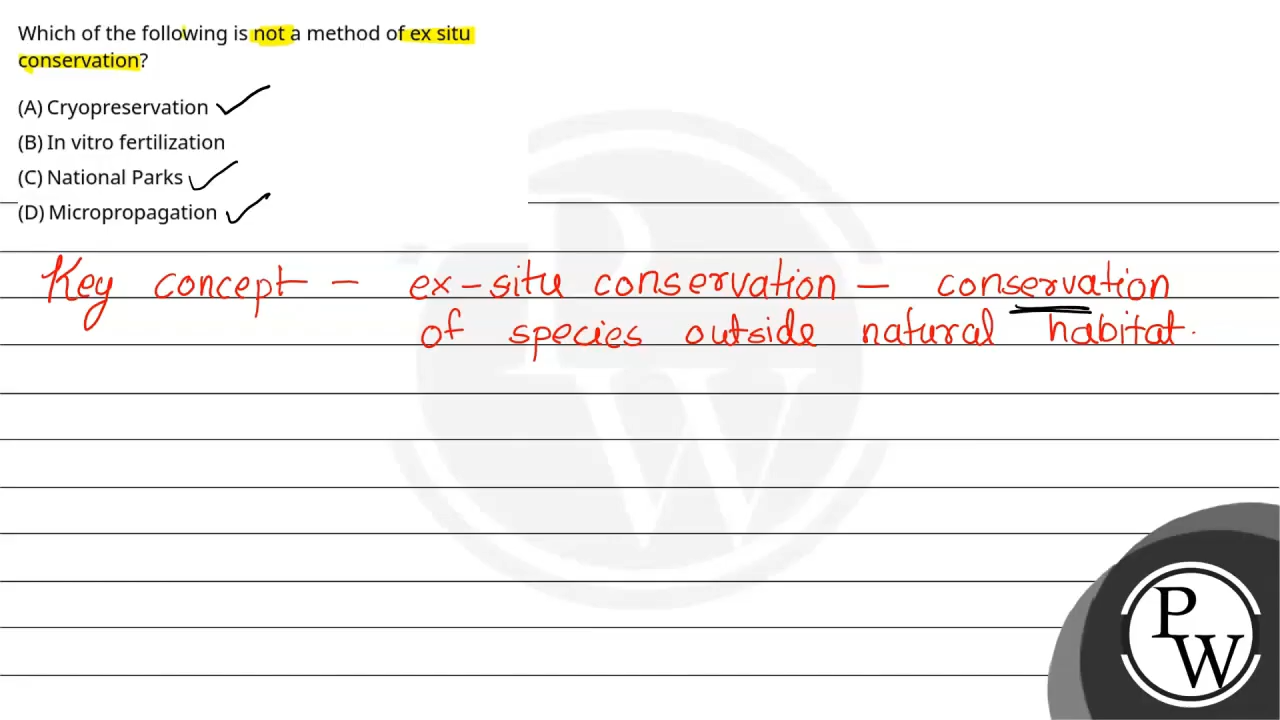 Which of the following is not a method of ex situ
conservation?
(A) Cryopreservation
(B) In vitro fertilization
(C) National Parks
(D) Micropropagation
Key concept - ex-situ conservation - conservation
of species outside natural habitat.
PW
PW